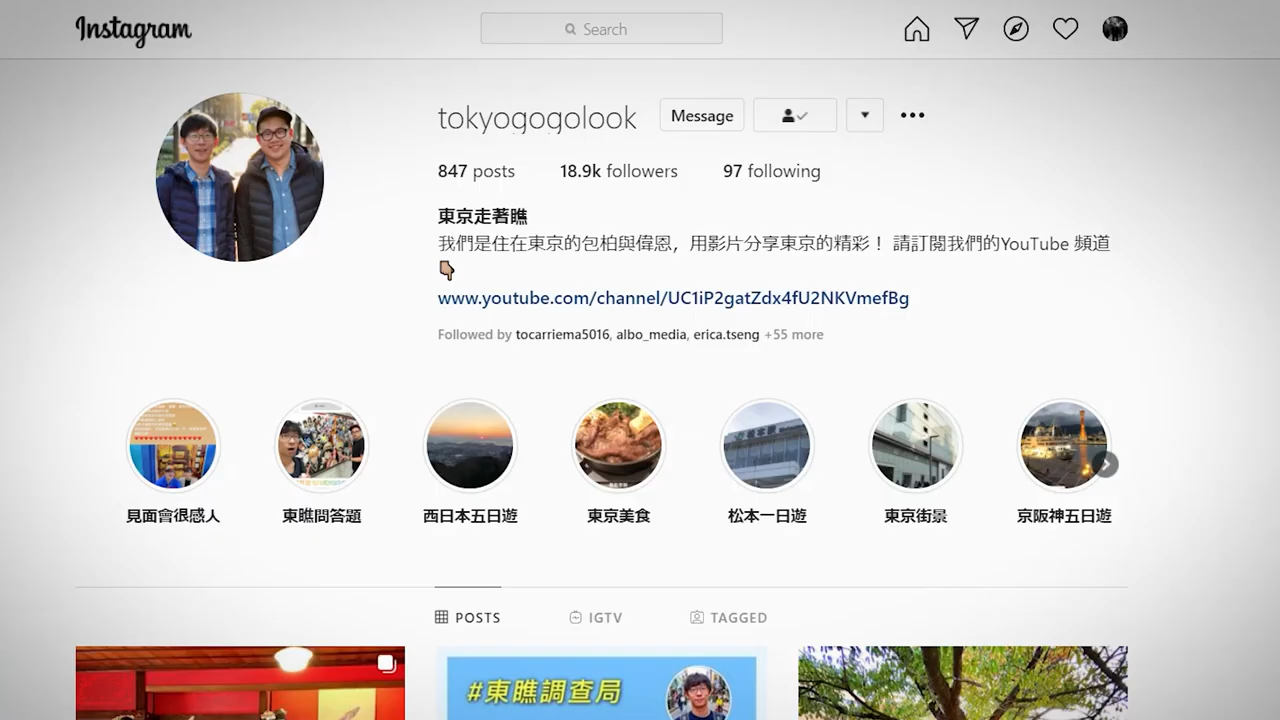 Instagram
Search
tokyogogolook
Message
847 posts
18.9k followers
97 following
東京走著瞧
我們是住在東京的包柏與偉恩，用影片分享東京的精彩！ 請訂閱我們的YouTube 頻道
www.youtube.com/channel/UC1iP2gatZdx4fU2NKVmefBg
Followed by tocarriema5016, albo_media, erica.tseng +55 more
見面會很感人
東瞧問答題
西日本五日遊
東京美食
松本一日遊
東京街景
京阪神五日遊
POSTS
IGTV
TAGGED
#東瞧調查局